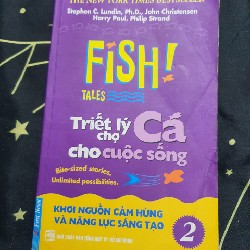 THE NEW YORK TIMES BESTSELLER
Stephen C. Lundin, Ph.D., John Christensen
Harry Paul, Philip Strand
FiSH!
TALES
Triết lý
chợ Cá
cho cuộc sống
Bite-sized stories,
Unlimited possibilities.
KHƠI NGUỒN CẢM HỨNG
VÀ NĂNG LỰC SÁNG TẠO
2
First News